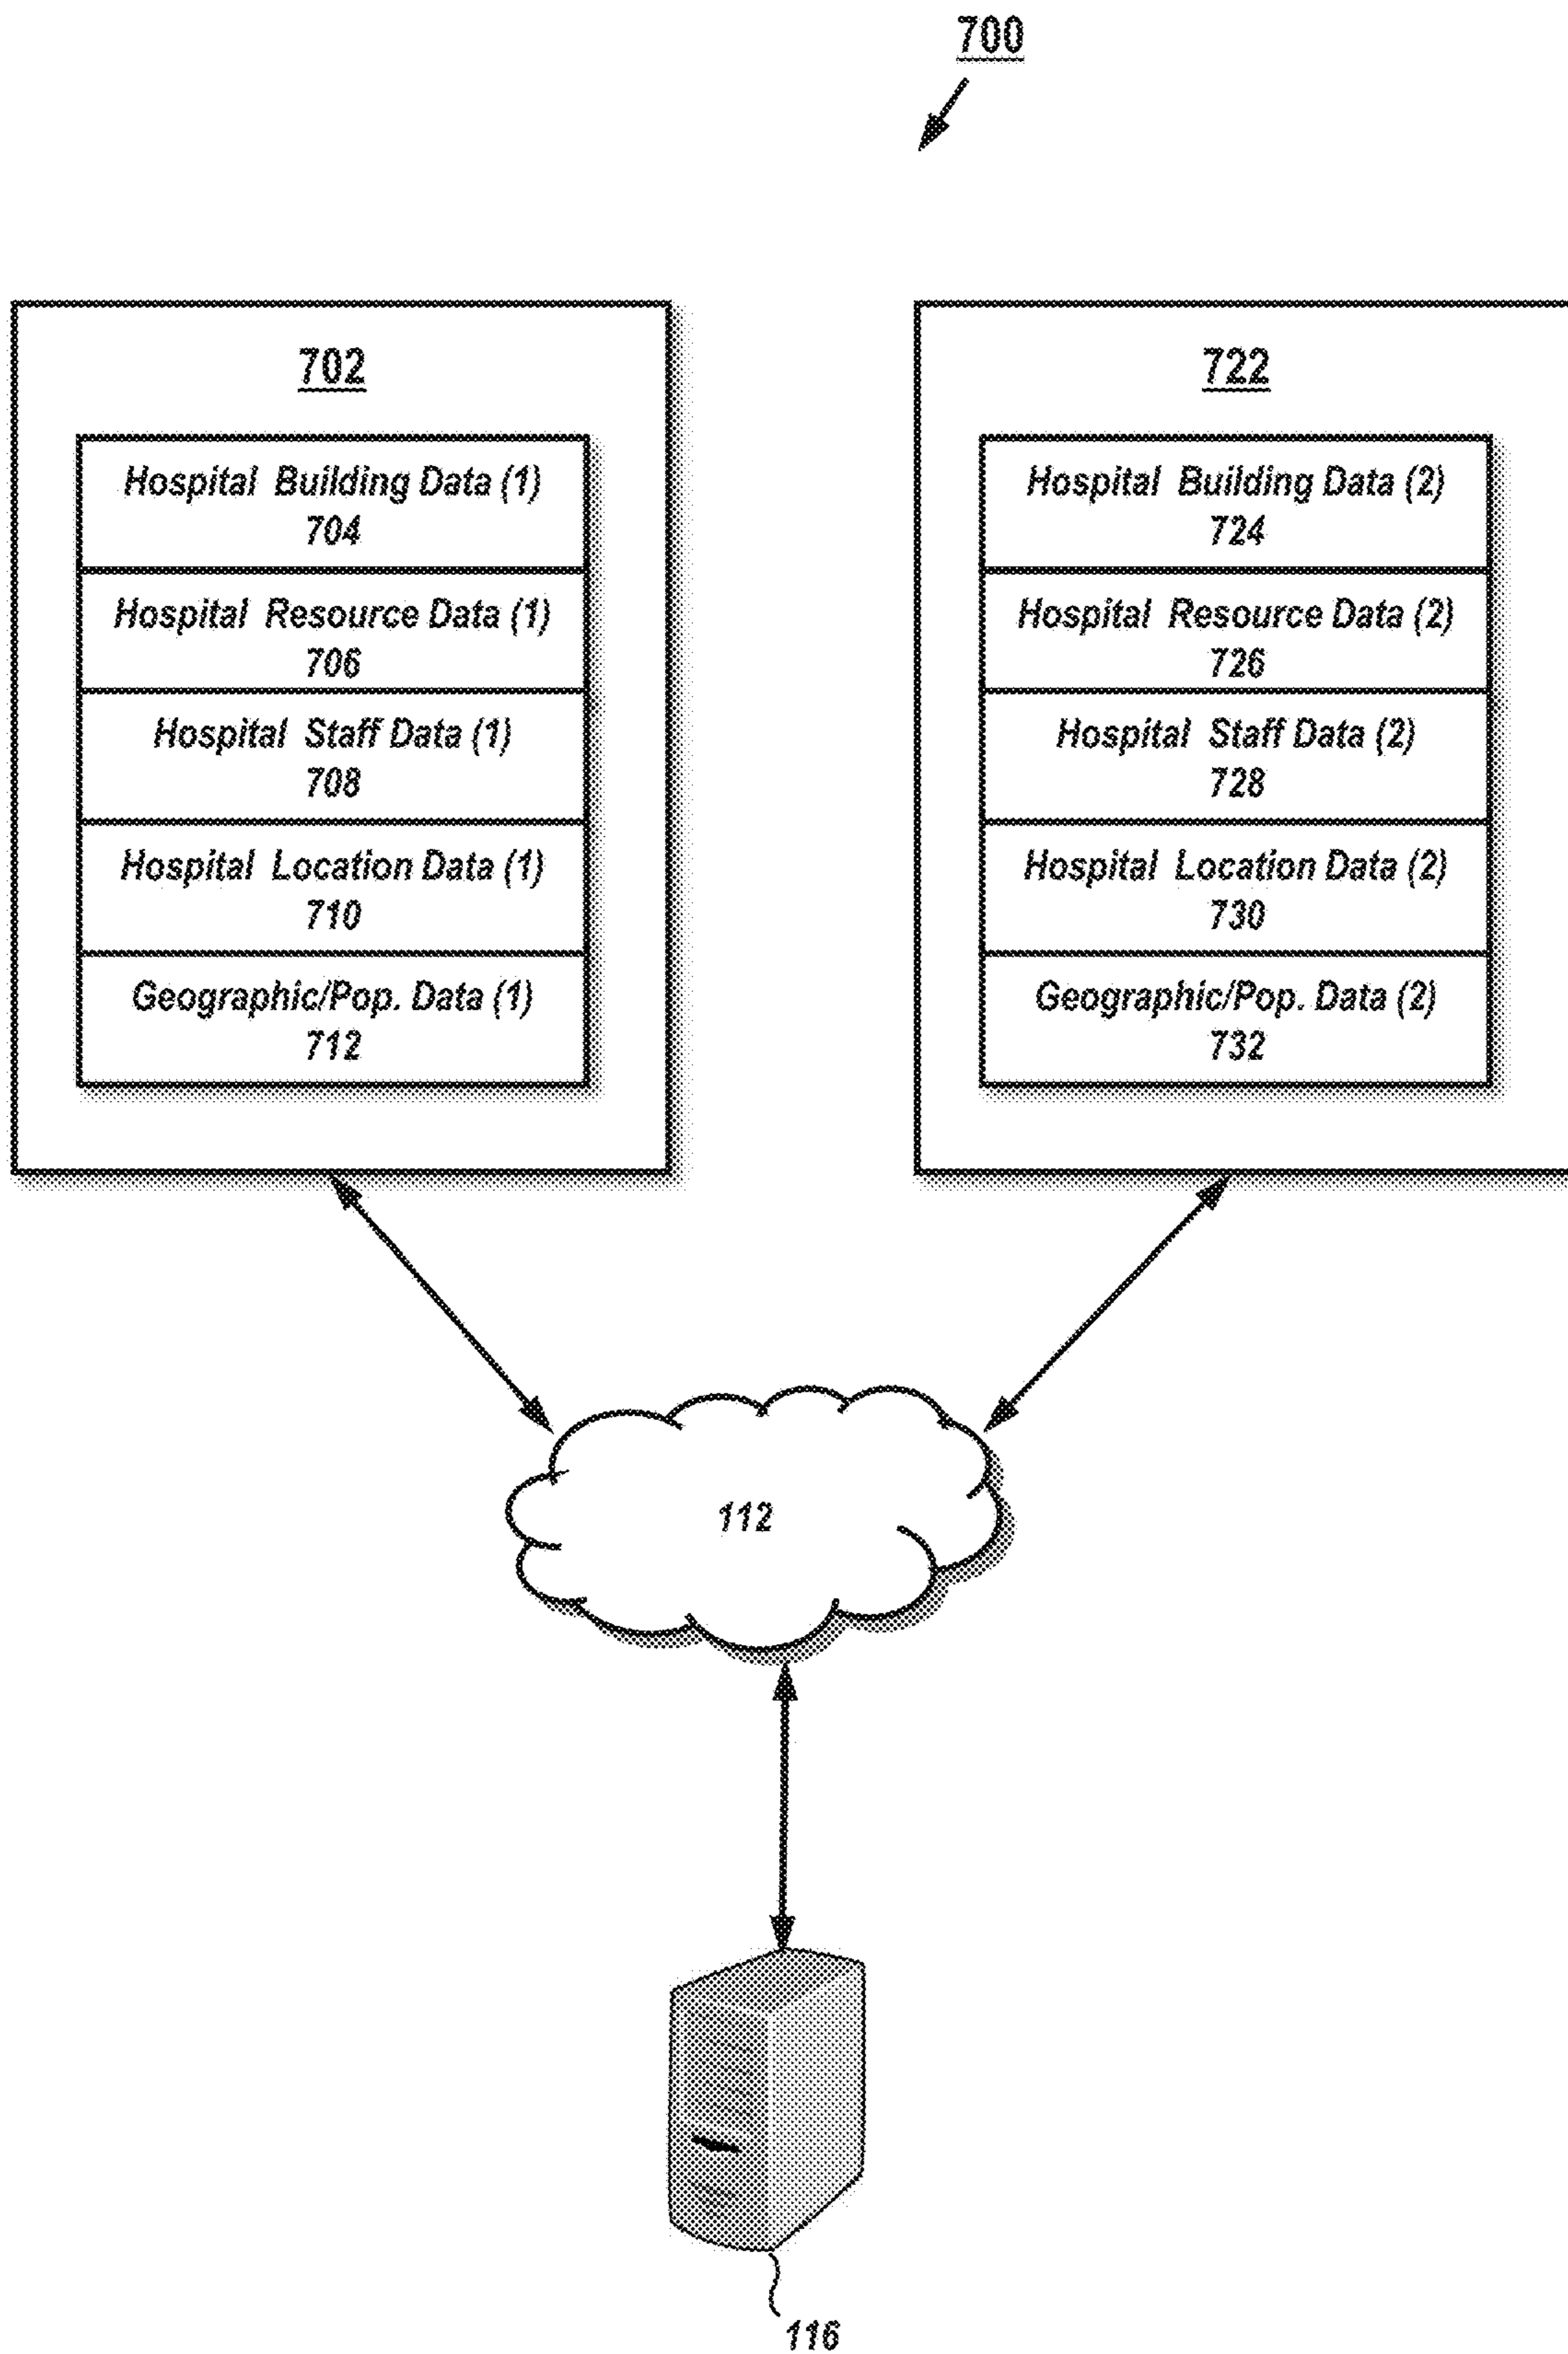 700
702
Hospital Building Data (1)
704
Hospital Resource Data (1)
706
Hospital Staff Data (1)
708
Hospital Location Data (1)
710
Geographic/Pop. Data (1)
712
722
Hospital Building Data (2)
724
Hospital Resource Data (2)
726
Hospital Staff Data (2)
728
Hospital Location Data (2)
730
Geographic/Pop. Data (2)
732
112
116